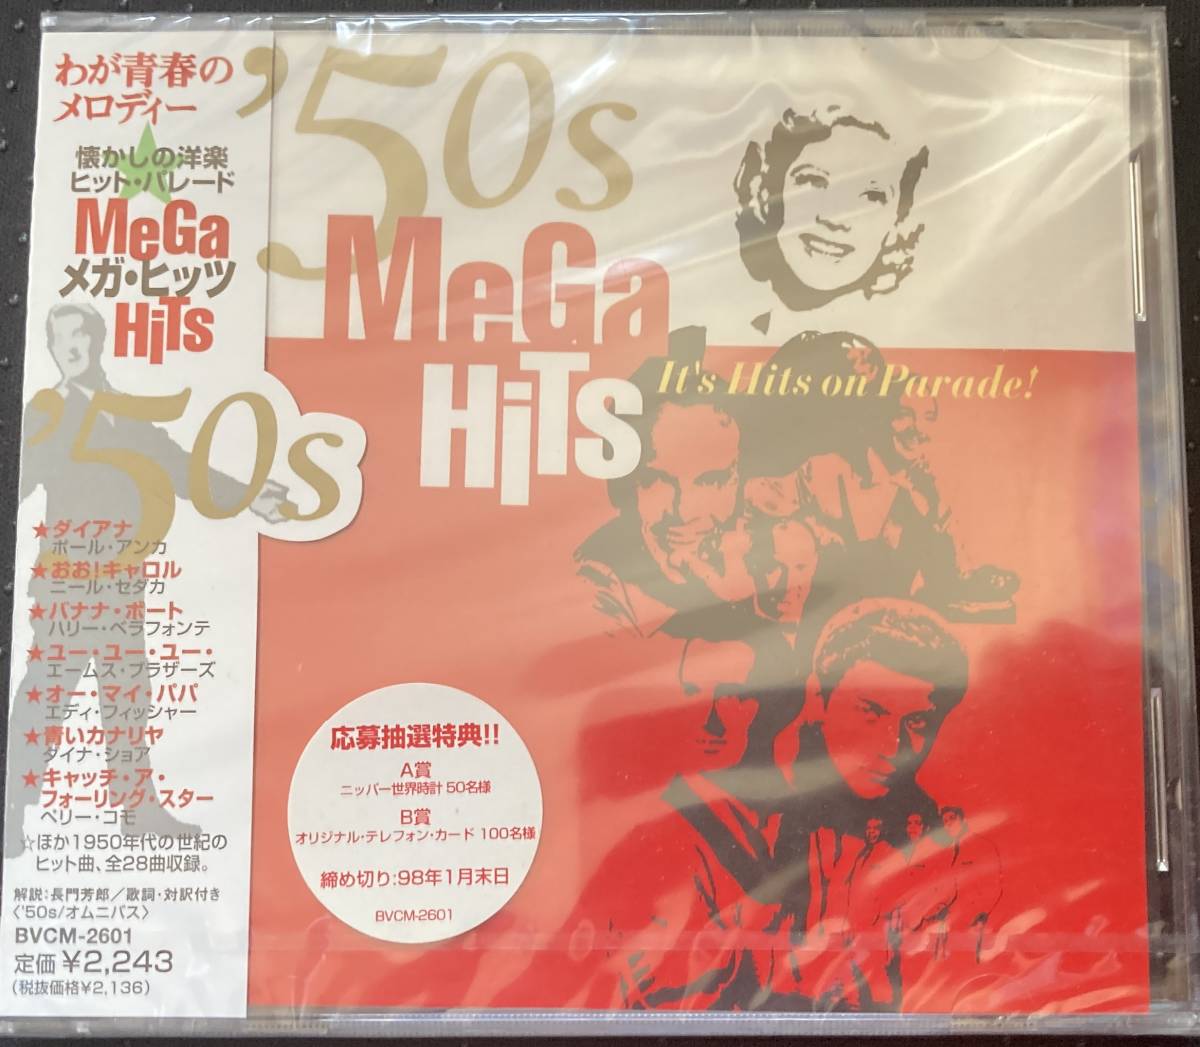 わが青春の
メロディー
懐かしの洋楽
ヒット・パレード
MeGa
メガ・ヒッツ
HiTs
'50s
★ダイアナ
ポール・アンカ
★おお!キャロル
ニール・セダカ
★バナナ・ボート
ハリー・ベラフォンテ
★ユー・ユー・ユー・
エームス・ブラザーズ
★オー・マイ・パパ
エディ・フィッシャー
★青いカナリヤ
ダイナ・ショア
★キャッチ・ア・
フォーリング・スター
ペリー・コモ
☆ほか1950年代の世紀の
ヒット曲、全28曲収録。
解説:長門芳郎/歌詞・対訳付き
〈'50s/オムニバス〉
BVCM-2601
定価 ¥2,243
(税抜価格¥2,136)
'50s
MeGa
HiTs
It's Hits on Parade!
応募抽選特典!!
A賞
ニッパー世界時計 50名様
B賞
オリジナル・テレフォン・カード 100名様
締め切り:98年1月末日
BVCM-2601